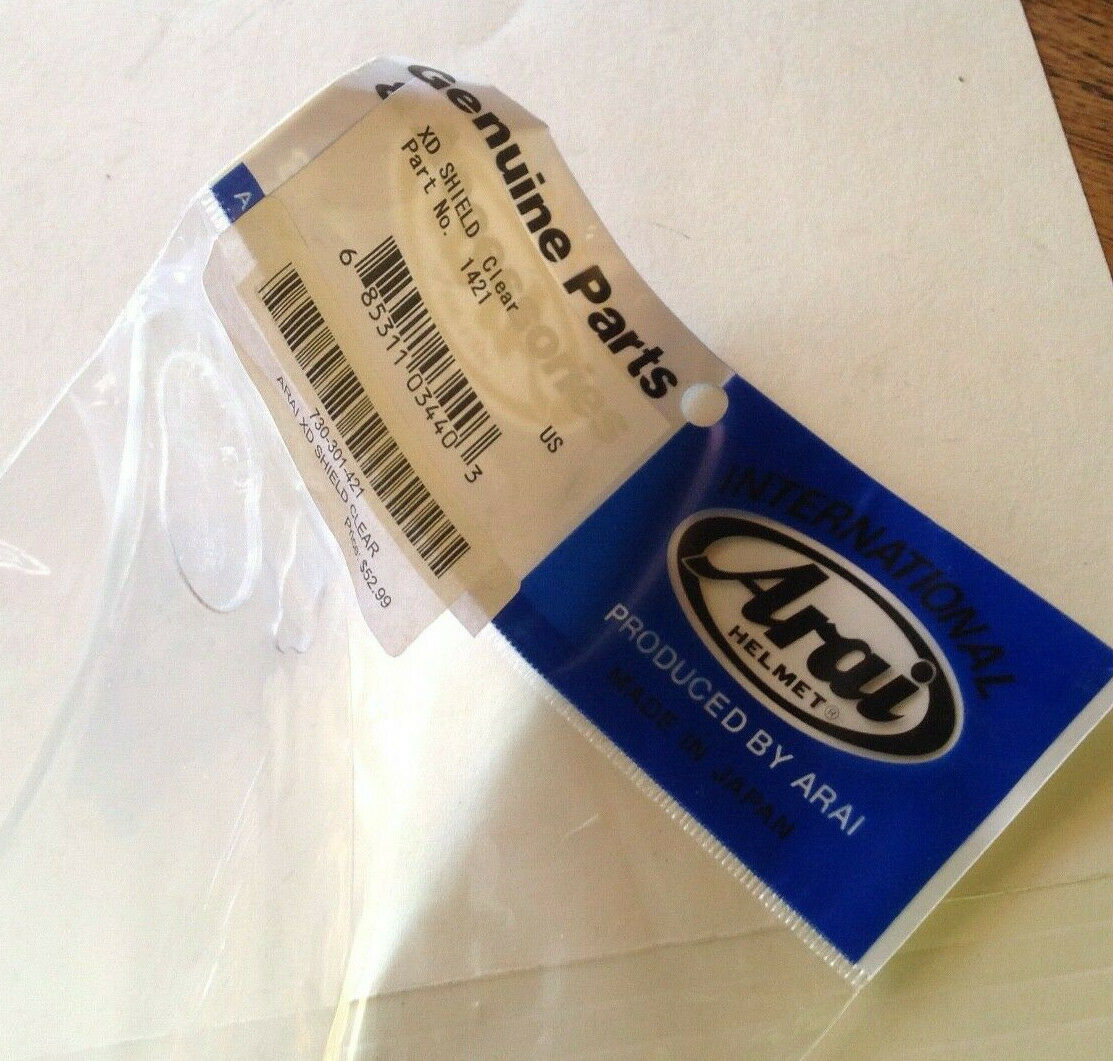 Genuine Parts
&
XD SHIELD Clear
Part No. 1421
US
6 85311 03440 3
730-301-421
ARAI XD SHIELD CLEAR
Price: $52.99
A
INTERNATIONAL
Arai
HELMET®
PRODUCED BY ARAI
MADE IN JAPAN